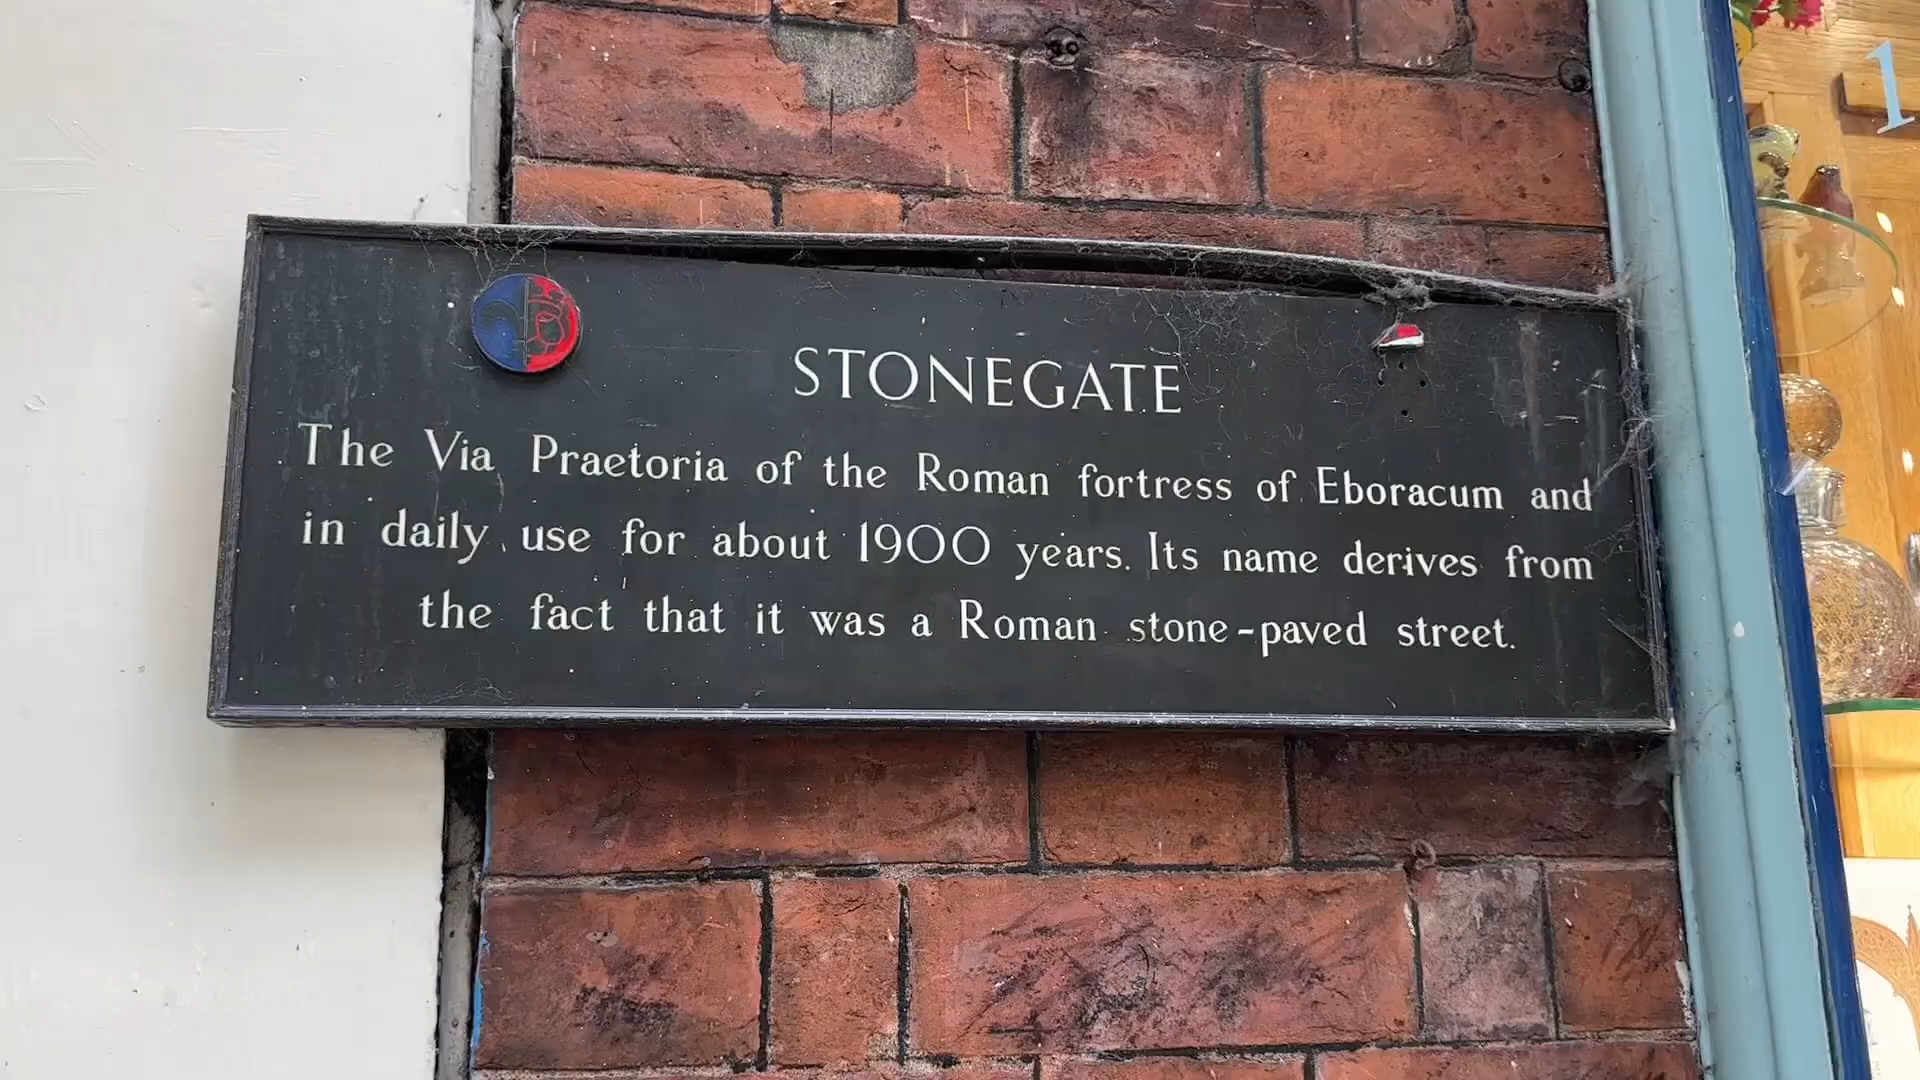 STONEGATE
The Via Praetoria of the Roman fortress of Eboracum and
in daily use for about 1900 years. Its name derives from
the fact that it was a Roman stone-paved street.
1